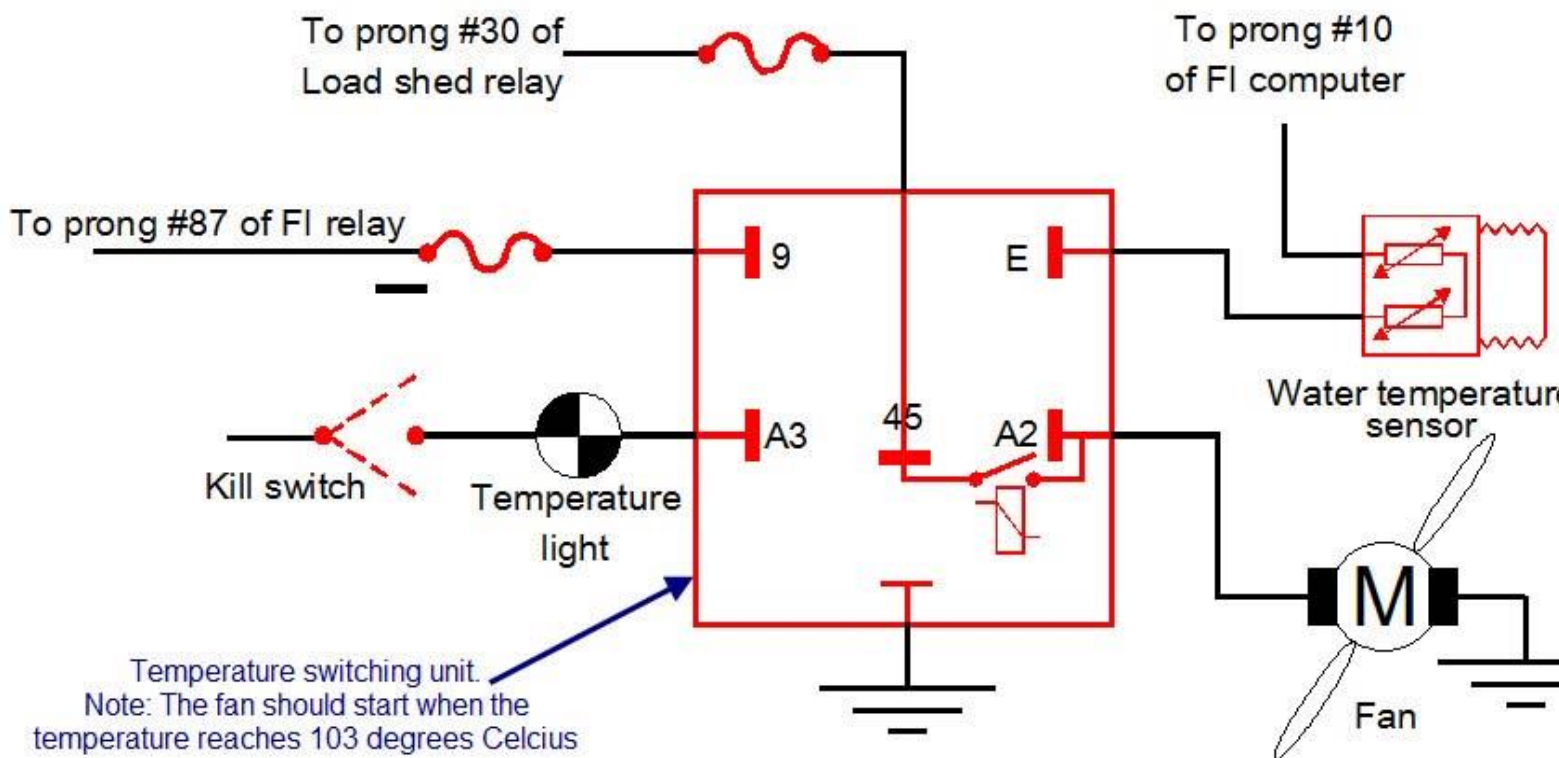 To prong #30 of
Load shed relay
To prong #10
of FI computer
To prong #87 of FI relay
9
E
Water temperature
sensor
A3
45
A2
Kill switch
Temperature
light
M
Temperature switching unit.
Note: The fan should start when the
temperature reaches 103 degrees Celcius
Fan